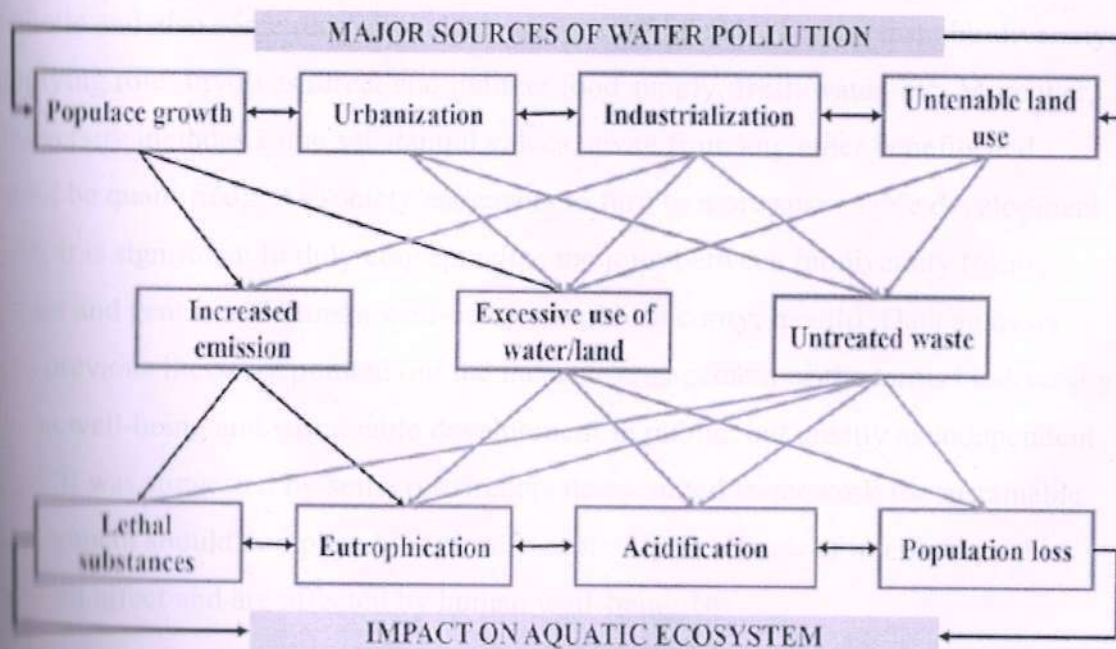 MAJOR SOURCES OF WATER POLLUTION
Populace growth
Urbanization
Industrialization
Untenable land
use
Increased
emission
Excessive use of
water/land
Untreated waste
Lethal
substances
Eutrophication
Acidification
Population loss
IMPACT ON AQUATIC ECOSYSTEM